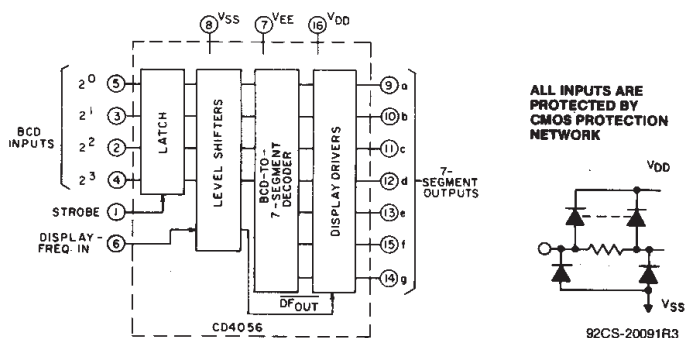 ⑧ VSS
⑦ VEE
⑯ VDD
BCD INPUTS
2⁰ ⑤
2¹ ③
2² ②
2³ ④
STROBE ①
DISPLAY-FREQ. IN ⑥
LATCH
LEVEL SHIFTERS
BCD-TO-
7-SEGMENT
DECODER
DISPLAY DRIVERS
DFOUT
CD4056
⑨ a
⑩ b
⑪ c
⑫ d
⑬ e
⑮ f
⑭ g
7-
SEGMENT
OUTPUTS
ALL INPUTS ARE
PROTECTED BY
CMOS PROTECTION
NETWORK
VDD
VSS
92CS-20091R3